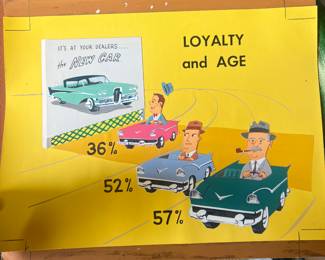 IT'S AT YOUR DEALERS...
the NEW CAR
LOYALTY
and AGE
36%
52%
57%